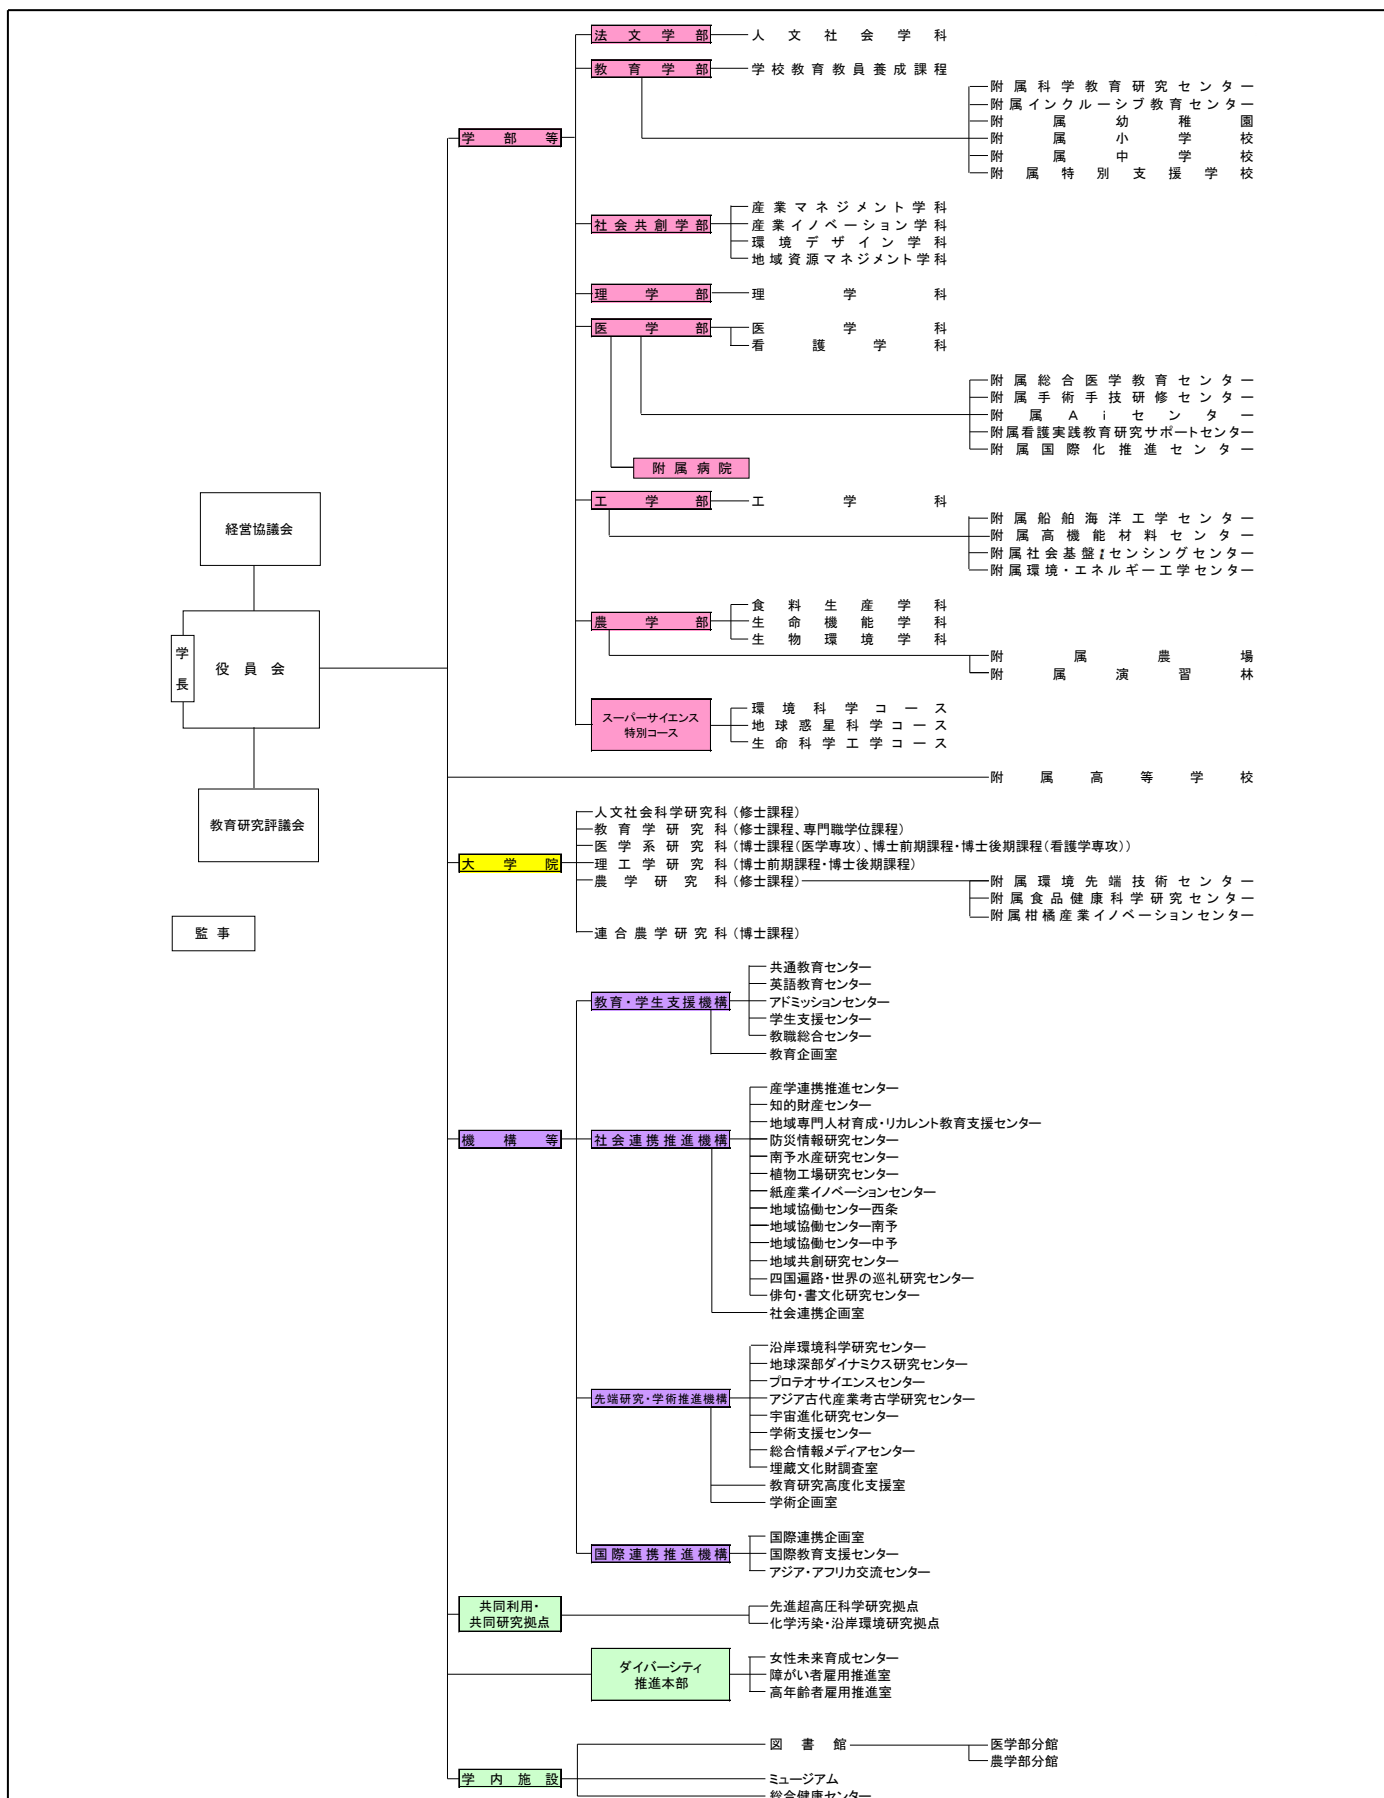 法文学部 人文社会学科
教育学部 学校教育教員養成課程
附属科学教育研究センター
附属インクルーシブ教育センター
附属幼稚園
学部等 附属小学校
附属中学校
附属特別支援学校
産業マネジメント学科
社会共創学部 産業イノベーション学科
環境デザイン学科
地域資源マネジメント学科
理学部 理学科
医学部 医学科
看護学科
附属総合医学教育センター
附属手術手技研修センター
附属Aiセンター
附属看護実践教育研究サポートセンター
附属国際化推進センター
附属病院
工学部 工学科
附属船舶海洋工学センター
附属高機能材料センター
附属社会基盤iセンシングセンター
附属環境・エネルギー工学センター
経営協議会
食料生産学科
農学部 生命機能学科
生物環境学科
附属農場
附属演習林
学長
役員会
スーパーサイエンス
特別コース
環境科学コース
地球惑星科学コース
生命科学工学コース
附属高等学校
教育研究評議会
人文社会科学研究科(修士課程)
教育学研究科(修士課程、専門職学位課程)
医学系研究科(博士課程(医学専攻)、博士前期課程・博士後期課程(看護学専攻))
大学院 理工学研究科(博士前期課程・博士後期課程)
農学研究科(修士課程) 附属環境先端技術センター
附属食品健康科学研究センター
附属柑橘産業イノベーションセンター
連合農学研究科(博士課程)
監事
共通教育センター
英語教育センター
教育・学生支援機構 アドミッションセンター
学生支援センター
教職総合センター
教育企画室
産学連携推進センター
知的財産センター
地域専門人材育成・リカレント教育支援センター
機構等 社会連携推進機構 防災情報研究センター
南予水産研究センター
植物工場研究センター
紙産業イノベーションセンター
地域協働センター西条
地域協働センター南予
地域協働センター中予
地域共創研究センター
四国遍路・世界の巡礼研究センター
俳句・書文化研究センター
社会連携企画室
沿岸環境科学研究センター
地球深部ダイナミクス研究センター
プロテオサイエンスセンター
先端研究・学術推進機構 アジア古代産業考古学研究センター
宇宙進化研究センター
学術支援センター
総合情報メディアセンター
埋蔵文化財調査室
教育研究高度化支援室
学術企画室
国際連携企画室
国際連携推進機構 国際教育支援センター
アジア・アフリカ交流センター
共同利用・
共同研究拠点
先進超高圧科学研究拠点
化学汚染・沿岸環境研究拠点
ダイバーシティ
推進本部
女性未来育成センター
障がい者雇用推進室
高年齢者雇用推進室
図書館 医学部分館
農学部分館
学内施設 ミュージアム
総合健康センター